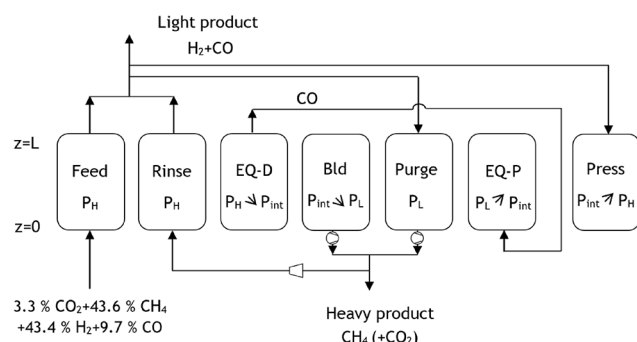 Light product
H₂+CO
CO
z=L
Feed
P_H
Rinse
P_H
EQ-D
P_H ↘ P_int
Bld
P_int ↘ P_L
Purge
P_L
EQ-P
P_L ↗ P_int
Press
P_int ↗ P_H
z=0
3.3 % CO₂+43.6 % CH₄
+43.4 % H₂+9.7 % CO
Heavy product
CH₄ (+CO₂)